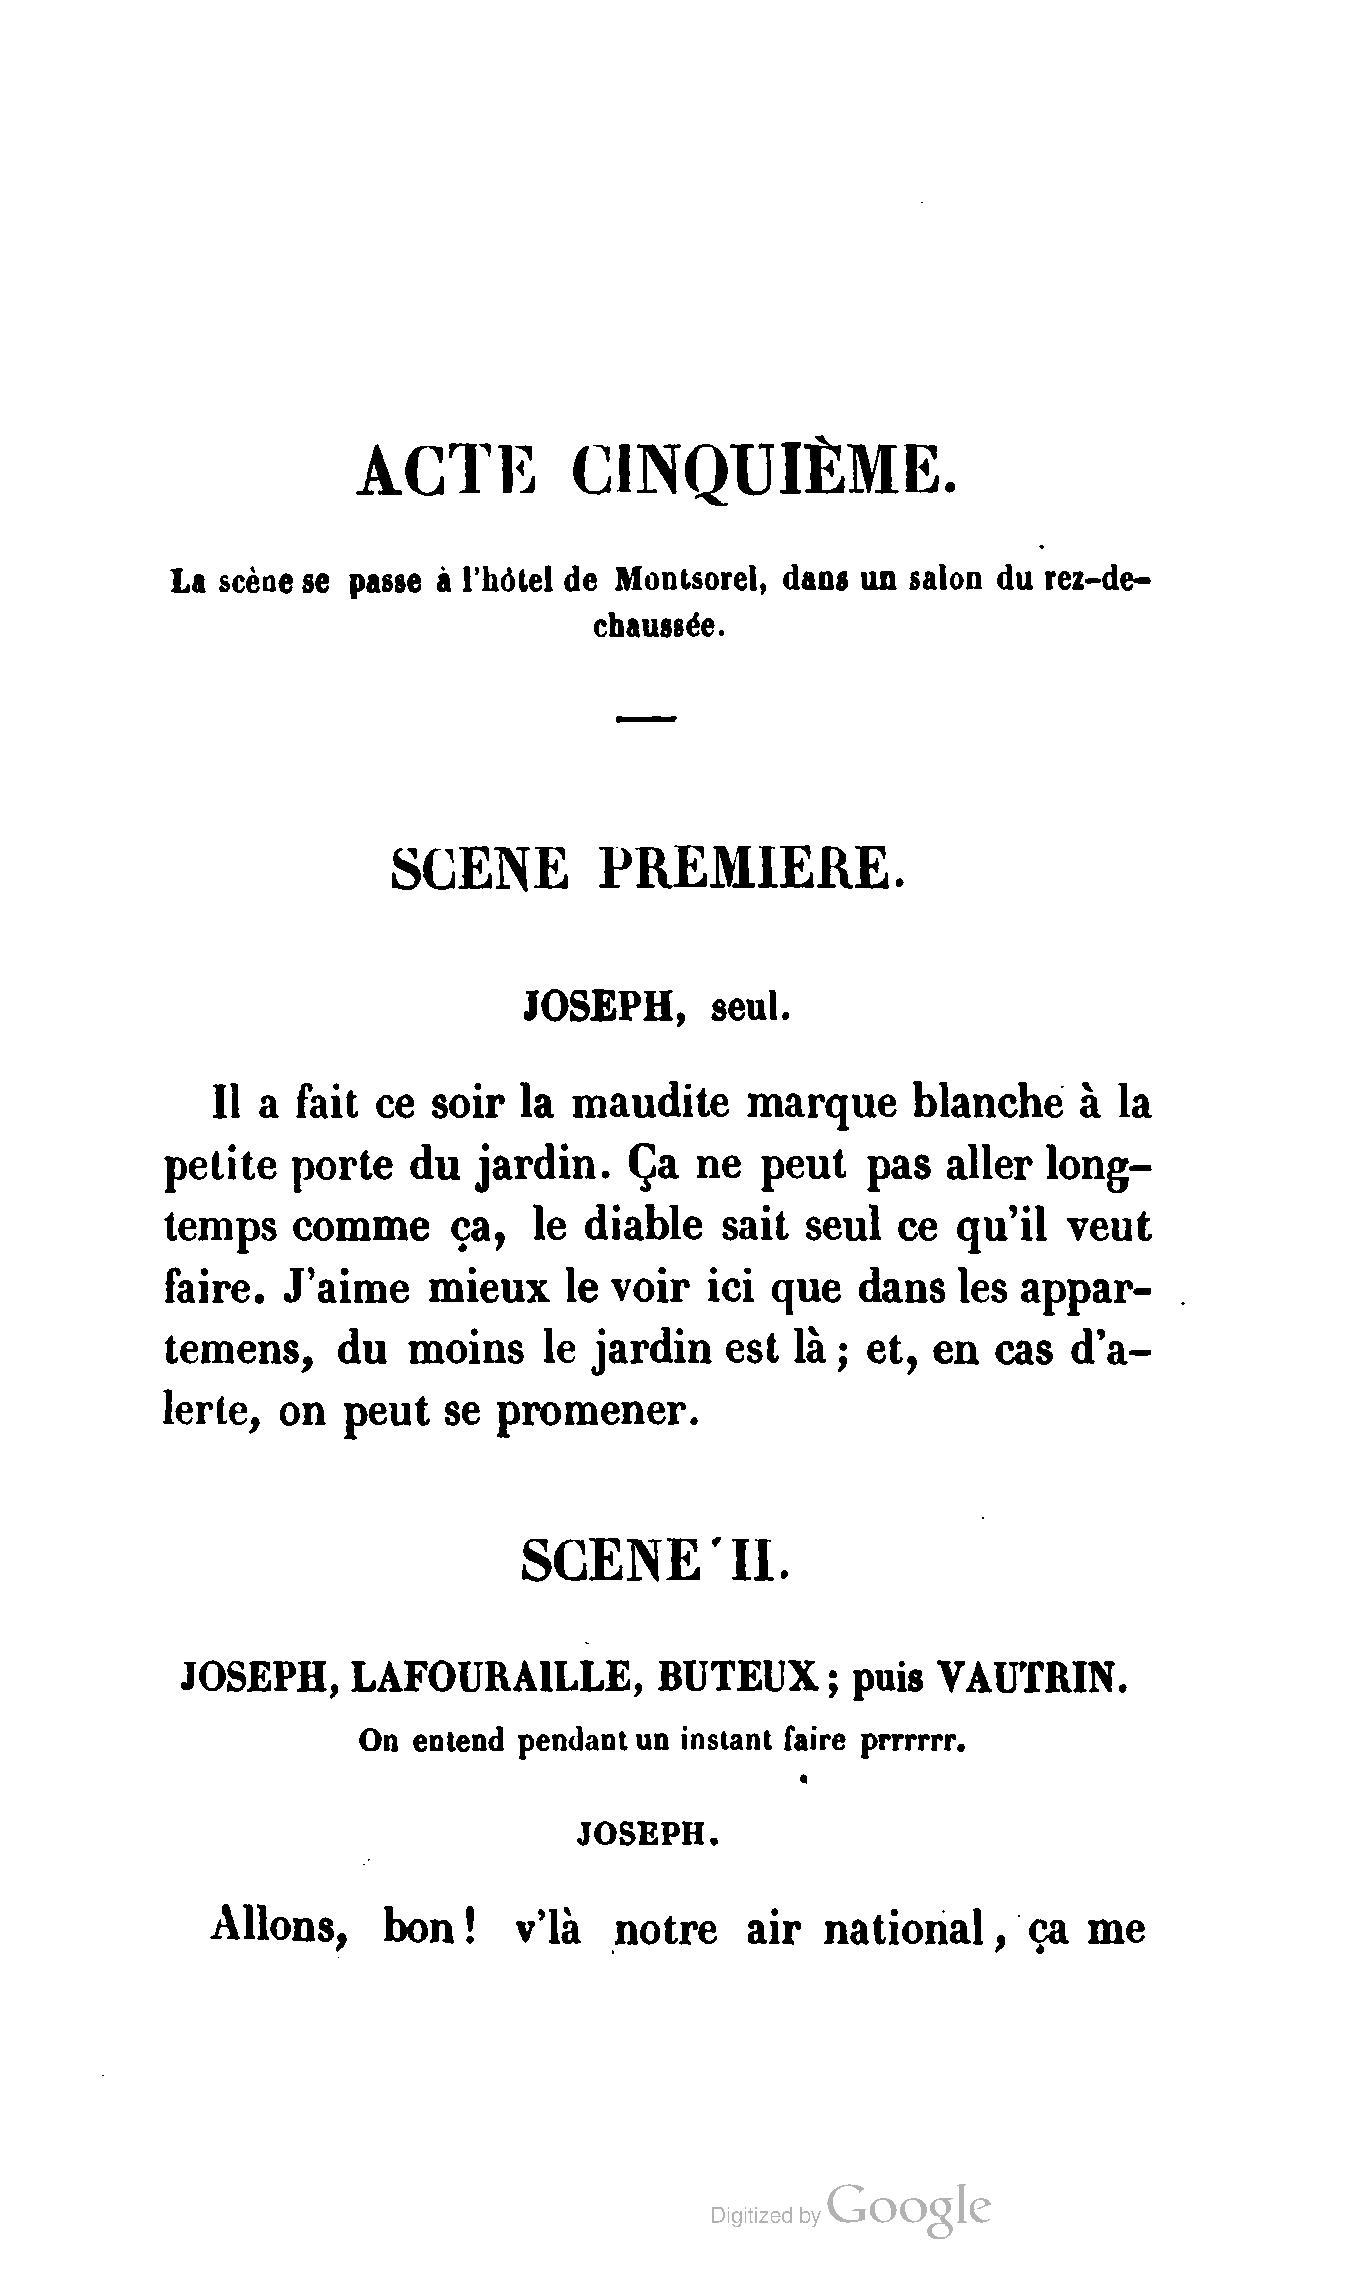 ACTE CINQUIÈME.
La scène se passe à l'hôtel de Montsorel, dans un salon du rez-de-
chaussée.
SCENE PREMIERE.
JOSEPH, seul.
Il a fait ce soir la maudite marque blanche à la
petite porte du jardin. Ça ne peut pas aller long-
temps comme ça, le diable sait seul ce qu'il veut
faire. J'aime mieux le voir ici que dans les appar-
temens, du moins le jardin est là ; et, en cas d'a-
lerte, on peut se promener.
SCENE II.
JOSEPH, LAFOURAILLE, BUTEUX ; puis VAUTRIN.
On entend pendant un instant faire prrrrrr.
JOSEPH.
Allons, bon ! v'là notre air national, ça me
Digitized by Google